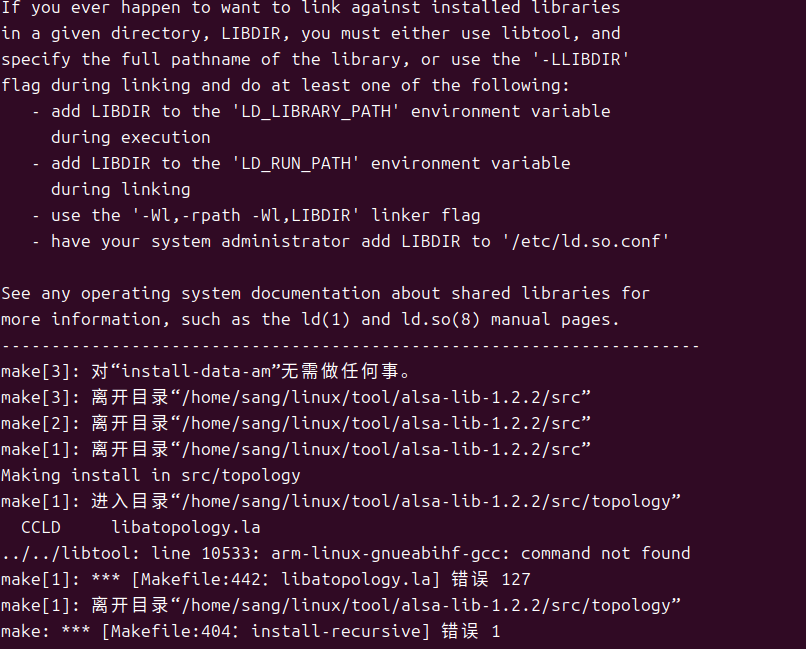 If you ever happen to want to link against installed libraries
in a given directory, LIBDIR, you must either use libtool, and
specify the full pathname of the library, or use the '-LLIBDIR'
flag during linking and do at least one of the following:
   - add LIBDIR to the 'LD_LIBRARY_PATH' environment variable
     during execution
   - add LIBDIR to the 'LD_RUN_PATH' environment variable
     during linking
   - use the '-Wl,-rpath -Wl,LIBDIR' linker flag
   - have your system administrator add LIBDIR to '/etc/ld.so.conf'

See any operating system documentation about shared libraries for
more information, such as the ld(1) and ld.so(8) manual pages.
----------------------------------------------------------------------
make[3]: 对“install-data-am”无需做任何事。
make[3]: 离开目录“/home/sang/linux/tool/alsa-lib-1.2.2/src”
make[2]: 离开目录“/home/sang/linux/tool/alsa-lib-1.2.2/src”
make[1]: 离开目录“/home/sang/linux/tool/alsa-lib-1.2.2/src”
Making install in src/topology
make[1]: 进入目录“/home/sang/linux/tool/alsa-lib-1.2.2/src/topology”
  CCLD     libatopology.la
../../libtool: line 10533: arm-linux-gnueabihf-gcc: command not found
make[1]: *** [Makefile:442：libatopology.la] 错误 127
make[1]: 离开目录“/home/sang/linux/tool/alsa-lib-1.2.2/src/topology”
make: *** [Makefile:404：install-recursive] 错误 1